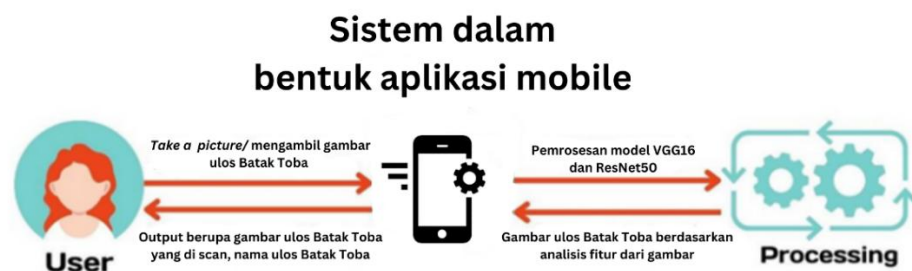 Sistem dalam
bentuk aplikasi mobile
Take a picture/ mengambil gambar
ulos Batak Toba
Output berupa gambar ulos Batak Toba
yang di scan, nama ulos Batak Toba
User
Pemrosesan model VGG16
dan ResNet50
Gambar ulos Batak Toba berdasarkan
analisis fitur dari gambar
Processing